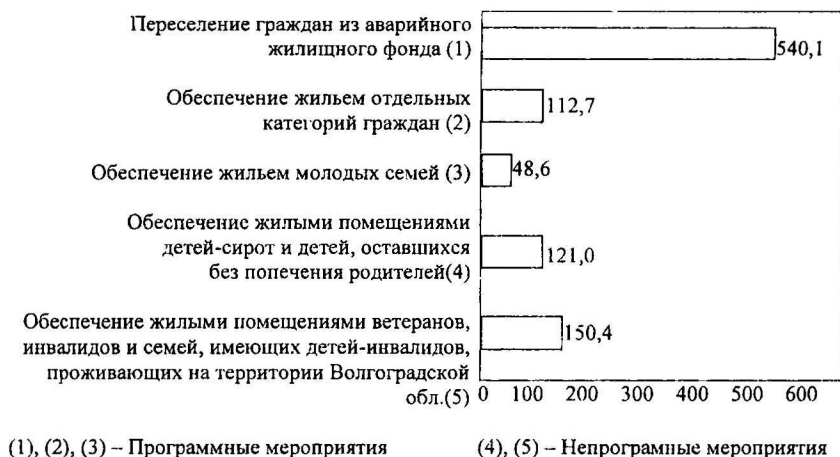 Переселение граждан из аварийного
жилищного фонда (1)
540,1
Обеспечение жильем отдельных
категорий граждан (2)
112,7
Обеспечение жильем молодых семей (3)
48,6
Обеспечение жилыми помещениями
детей-сирот и детей, оставшихся
без попечения родителей(4)
121,0
Обеспечение жилыми помещениями ветеранов,
инвалидов и семей, имеющих детей-инвалидов,
проживающих на территории Волгоградской
обл.(5)
150,4
0 100 200 300 400 500 600
(1), (2), (3) – Программные мероприятия
(4), (5) – Непрограмные мероприятия